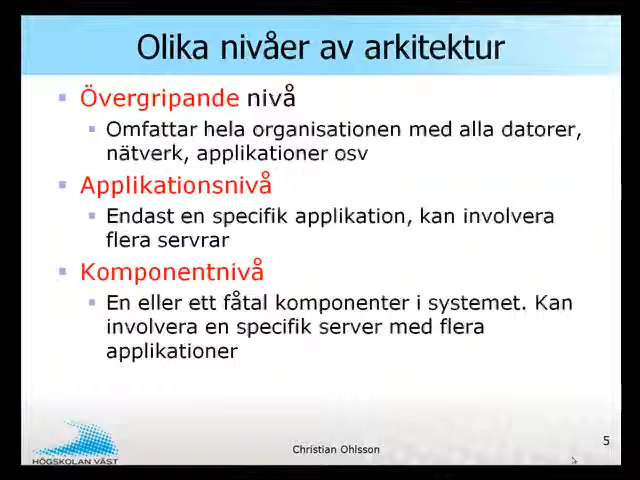 Olika nivåer av arkitektur
Övergripande nivå
Omfattar hela organisationen med alla datorer,
nätverk, applikationer osv
Applikationsnivå
Endast en specifik applikation, kan involvera
flera servrar
Komponentnivå
En eller ett fåtal komponenter i systemet. Kan
involvera en specifik server med flera
applikationer
HÖGSKOLAN VÄST
Christian Ohlsson
5